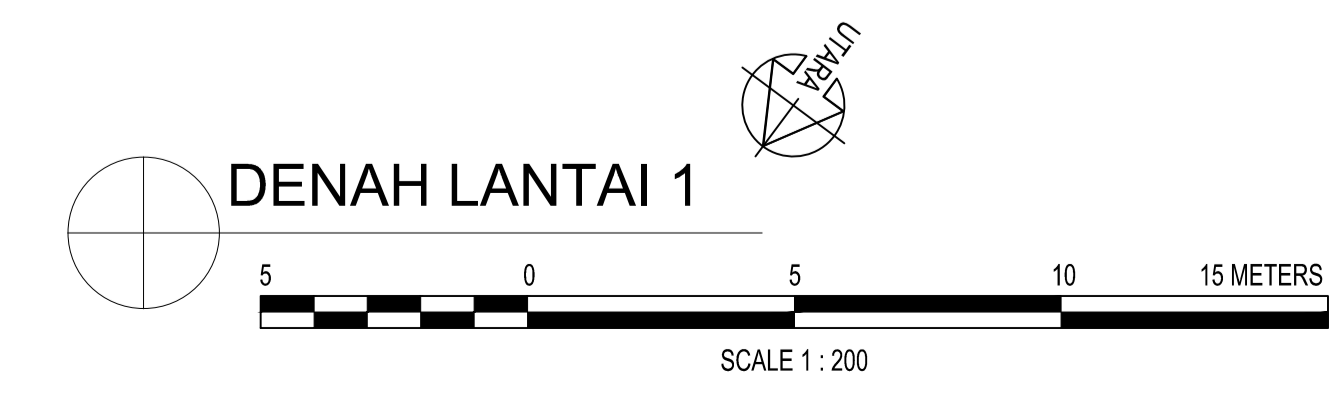 UTARA
DENAH LANTAI 1
5 0 5 10 15 METERS
SCALE 1 : 200